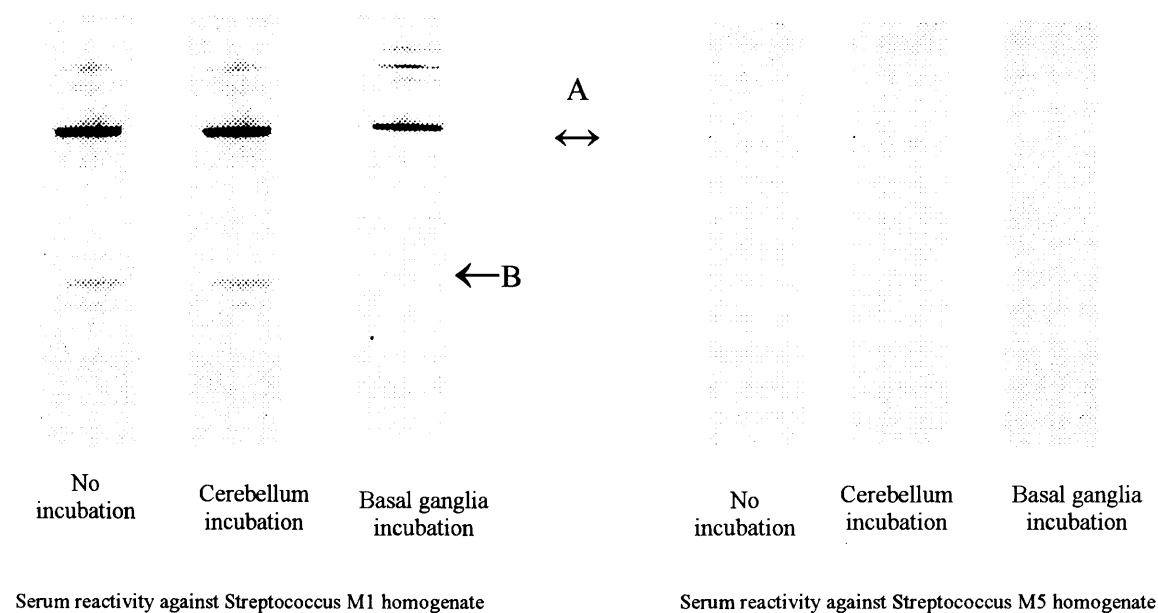 A
B
No
incubation
Cerebellum
incubation
Basal ganglia
incubation
No
incubation
Cerebellum
incubation
Basal ganglia
incubation
Serum reactivity against Streptococcus M1 homogenate
Serum reactivity against Streptococcus M5 homogenate